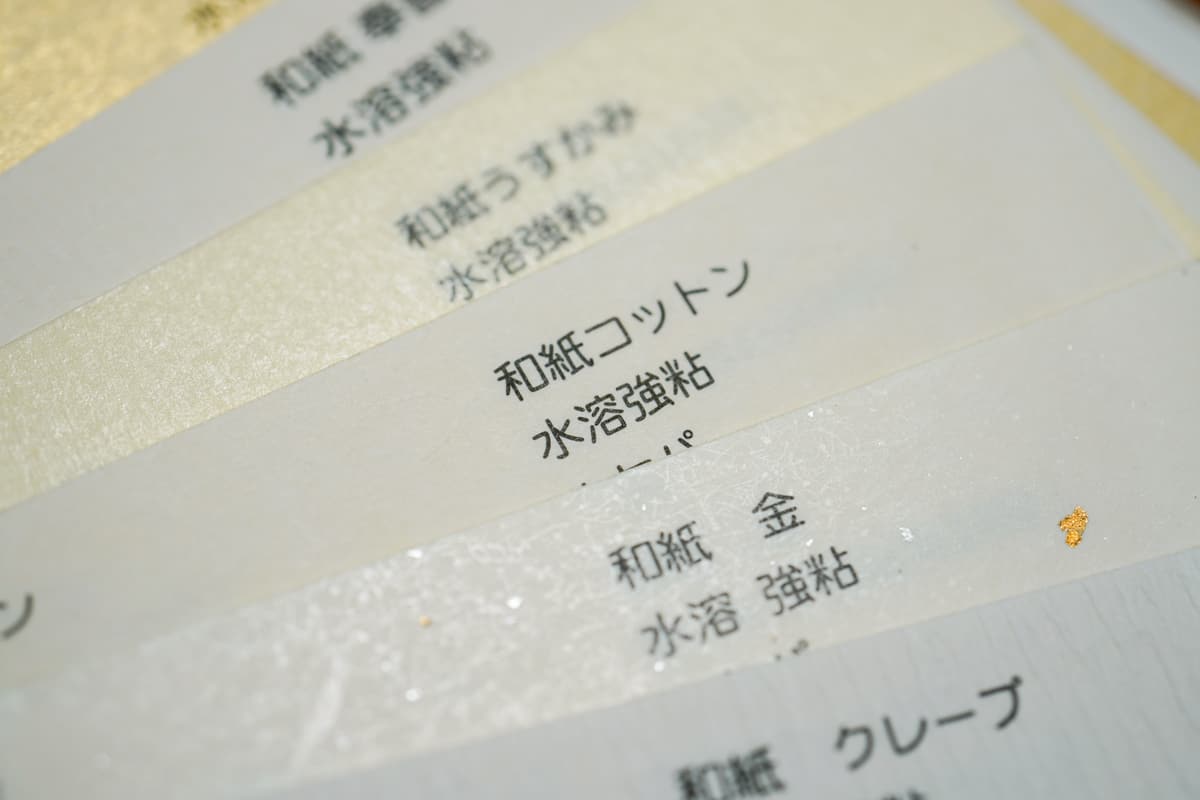 和紙
水溶強粘
和紙うすかみ
水溶強粘
和紙コットン
水溶強粘
和紙 金
水溶 強粘
和紙 クレープ
粘